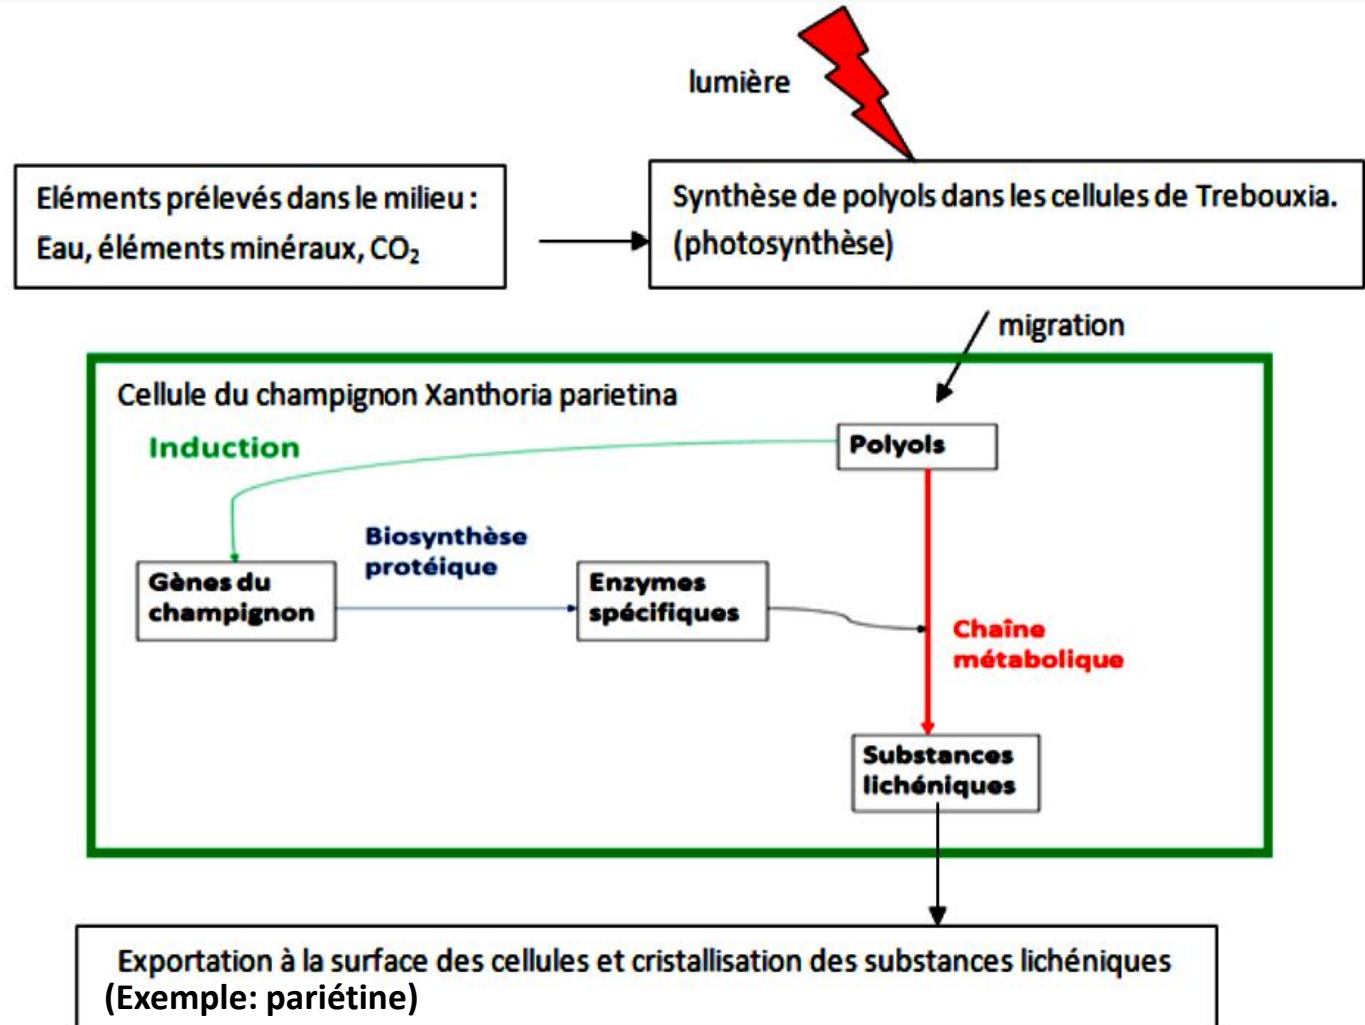 lumière
Eléments prélevés dans le milieu :
Eau, éléments minéraux, CO₂
Synthèse de polyols dans les cellules de Trebouxia.
(photosynthèse)
migration
Cellule du champignon Xanthoria parietina
Induction
Polyols
Biosynthèse
protéique
Gènes du
champignon
Enzymes
spécifiques
Chaîne
métabolique
Substances
lichéniques
Exportation à la surface des cellules et cristallisation des substances lichéniques
(Exemple: pariétine)